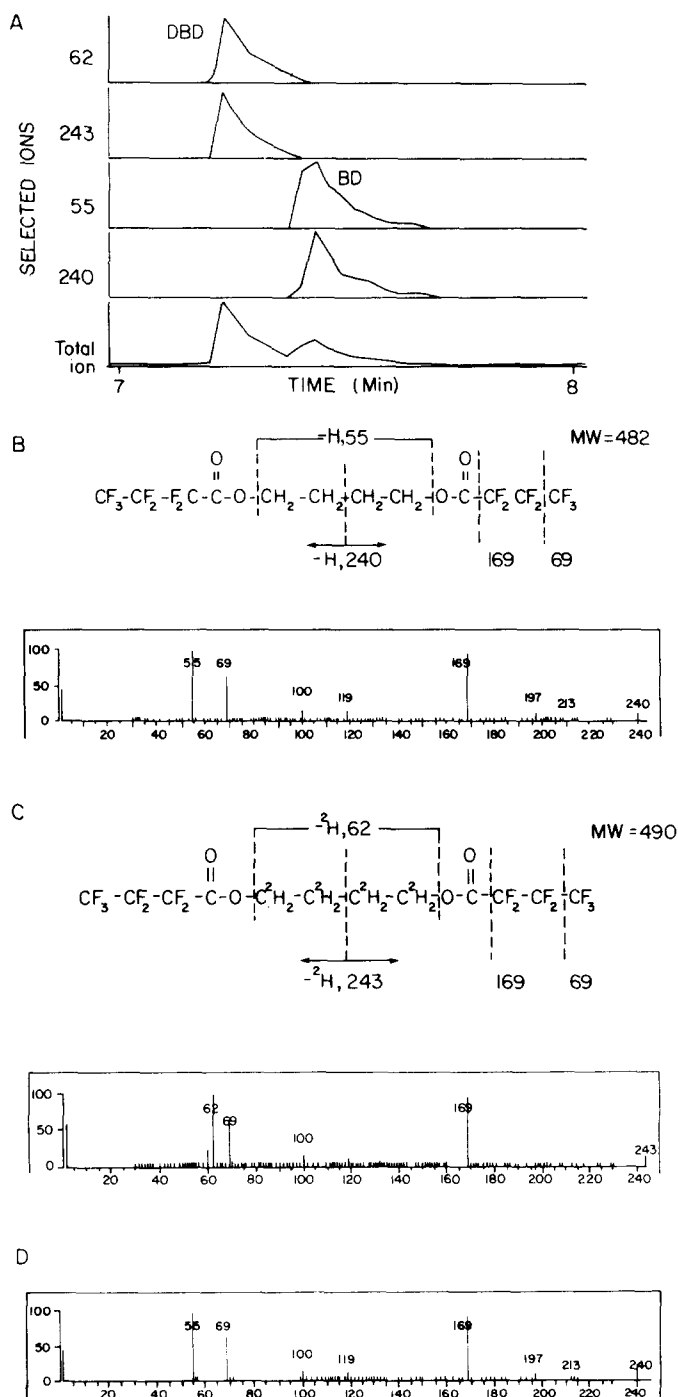 A
DBD
62
243
SELECTED IONS
55
BD
240
Total
ion
7 TIME (Min) 8
B
-H,55 MW=482
O O
CF3-CF2-F2C-C-O-CH2-CH2-CH2-CH2-O-C-CF2-CF2-CF3
-H,240 169 69
100
50
0
55 69 100 119 169 197 213 240
20 40 60 80 100 120 140 160 180 200 220 240
C
-²H,62 MW=490
O O
CF3-CF2-CF2-C-O-C²H2-C²H2-C²H2-C²H2-O-C-CF2-CF2-CF3
-²H,243 169 69
100
50
0
62 69 100 169 243
20 40 60 80 100 120 140 160 180 200 220 240
D
100
50
0
55 69 100 119 169 197 213 240
20 40 60 80 100 120 140 160 180 200 220 240